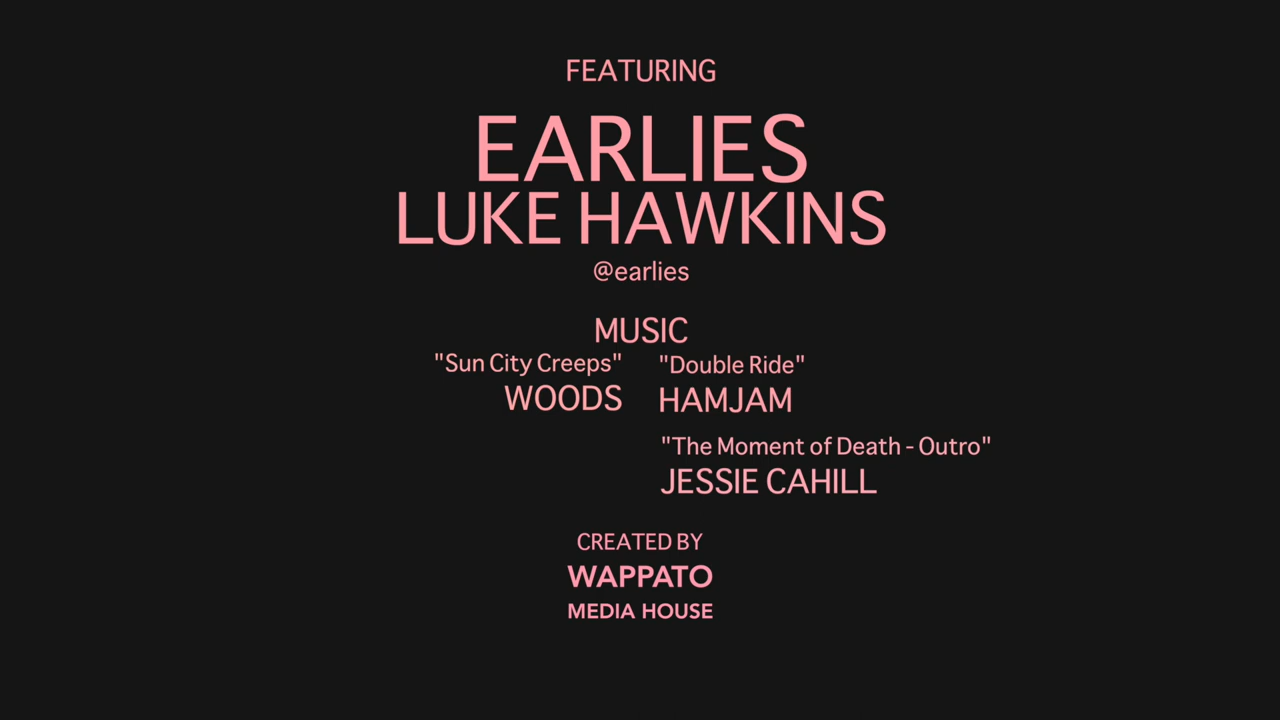 FEATURING
EARLIES
LUKE HAWKINS
@earlies
MUSIC
"Sun City Creeps"
WOODS
"Double Ride"
HAMJAM
"The Moment of Death - Outro"
JESSIE CAHILL
CREATED BY
WAPPATO
MEDIA HOUSE